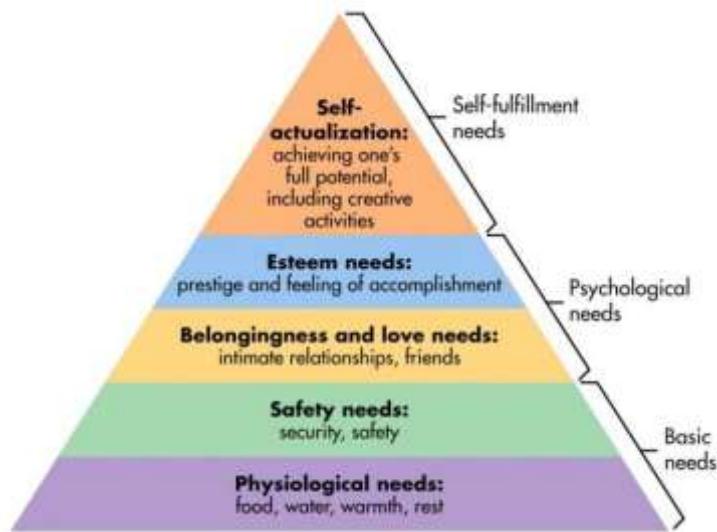 Self-
actualization:
achieving one's
full potential,
including creative
activities
Self-fulfillment
needs
Esteem needs:
prestige and feeling of accomplishment
Belongingness and love needs:
intimate relationships, friends
Psychological
needs
Safety needs:
security, safety
Physiological needs:
food, water, warmth, rest
Basic
needs